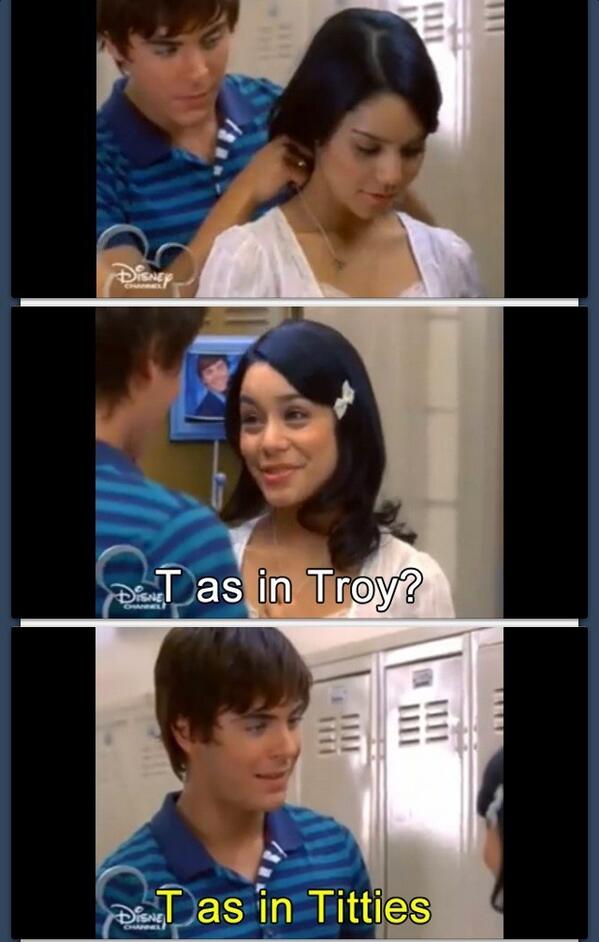 Disney
CHANNEL
T as in Troy?
Disney
CHANNEL
T as in Titties
Disney
CHANNEL